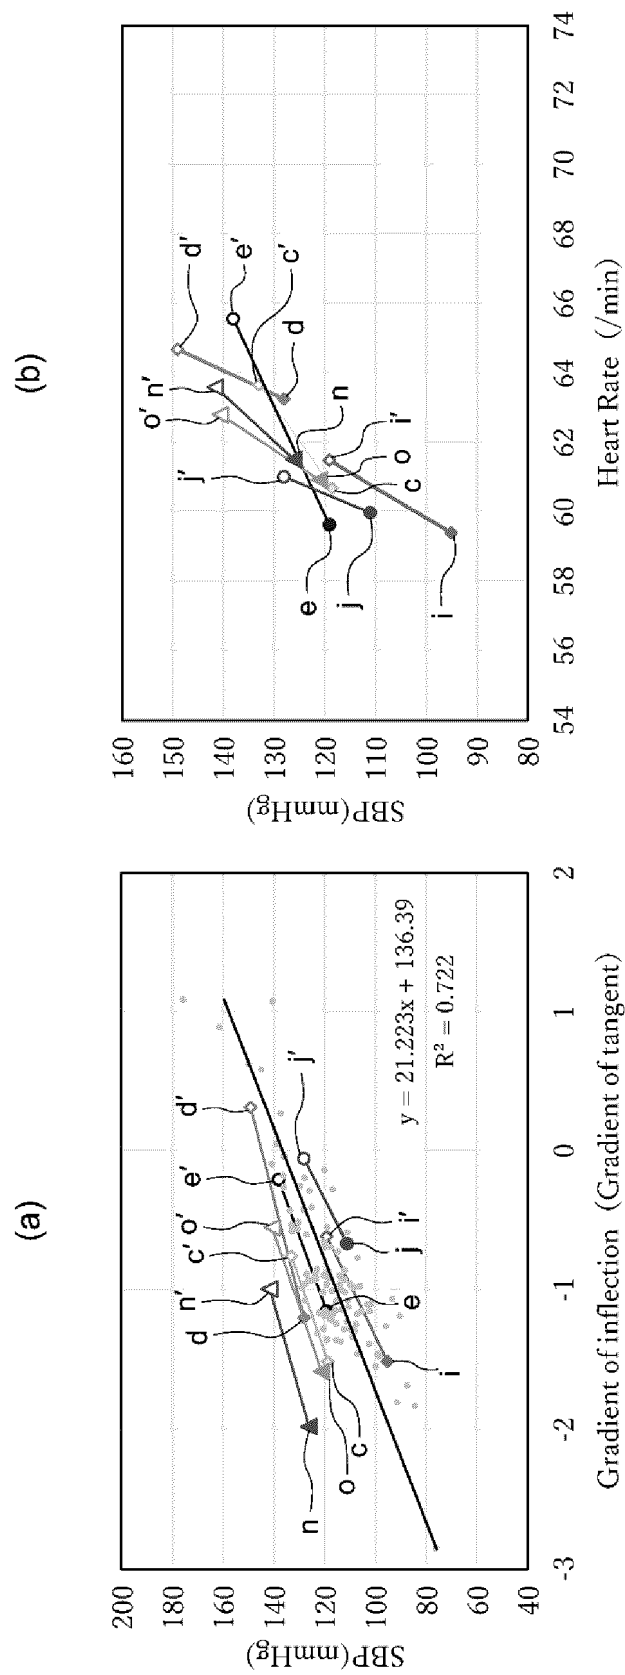 (a)
200
180
160
140
120
100
80
60
40
SBP(mmHg)
-3
-2
-1
0
1
2
Gradient of inflection (Gradient of tangent)
n
n'
d
c'
o'
e'
d'
o
c
i
e
j
i'
j'
y = 21.223x + 136.39
R² = 0.722
(b)
160
150
140
130
120
110
100
90
80
SBP(mmHg)
54
56
58
60
62
64
66
68
70
72
74
Heart Rate (/min)
j'
o'
n'
d'
e'
c'
d
n
i'
o
c
e
j
i